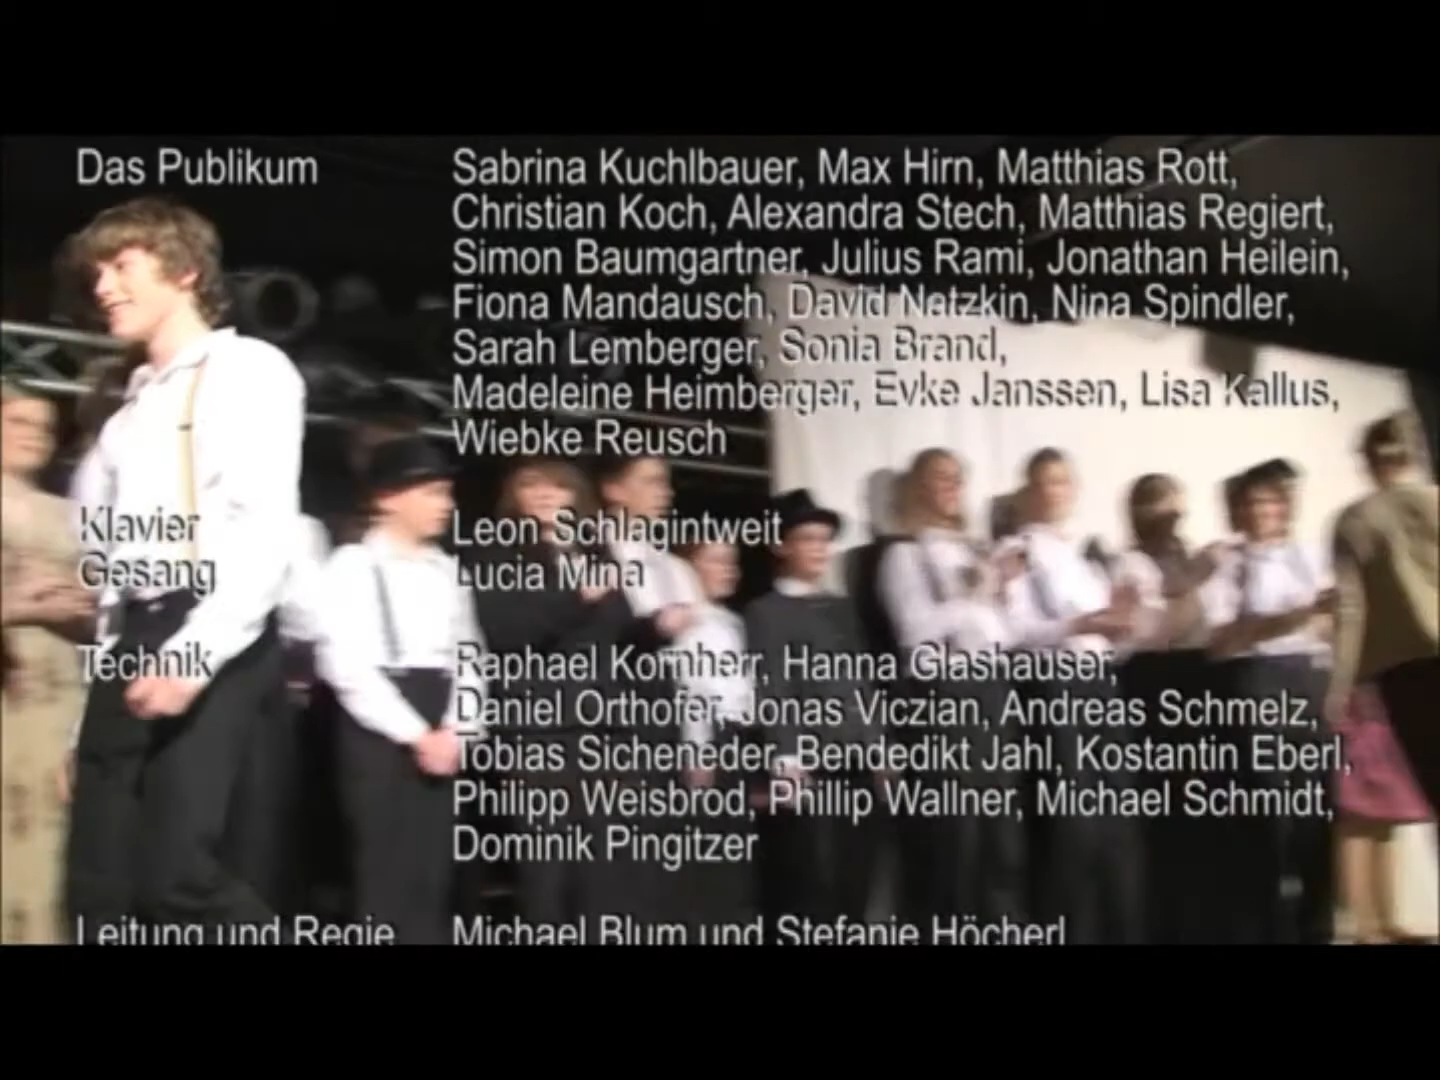 Das Publikum Sabrina Kuchlbauer, Max Hirn, Matthias Rott,
Christian Koch, Alexandra Stech, Matthias Regiert,
Simon Baumgartner, Julius Rami, Jonathan Heilein,
Fiona Mandausch, David Netzkin, Nina Spindler,
Sarah Lemberger, Sonia Brand,
Madeleine Heimberger, Evke Janssen, Lisa Kallus,
Wiebke Reusch
Klavier Leon Schlagintweit
Gesang Lucia Mina
Technik Raphael Kornherr, Hanna Glashauser,
Daniel Orthofer, Jonas Viczian, Andreas Schmelz,
Tobias Sicheneder, Bendedikt Jahl, Kostantin Eberl,
Philipp Weisbrod, Phillip Wallner, Michael Schmidt,
Dominik Pingitzer
Leitung und Regie Michael Blum und Stefanie Höcherl